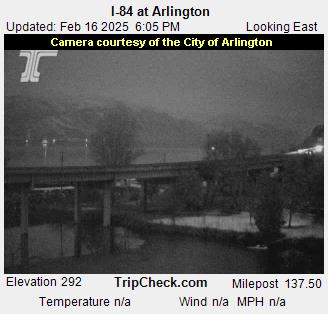 I-84 at Arlington
Updated: Feb 16 2025 6:05 PM Looking East
Camera courtesy of the City of Arlington
Elevation 292 TripCheck.com Milepost 137.50
Temperature n/a Wind n/a MPH n/a